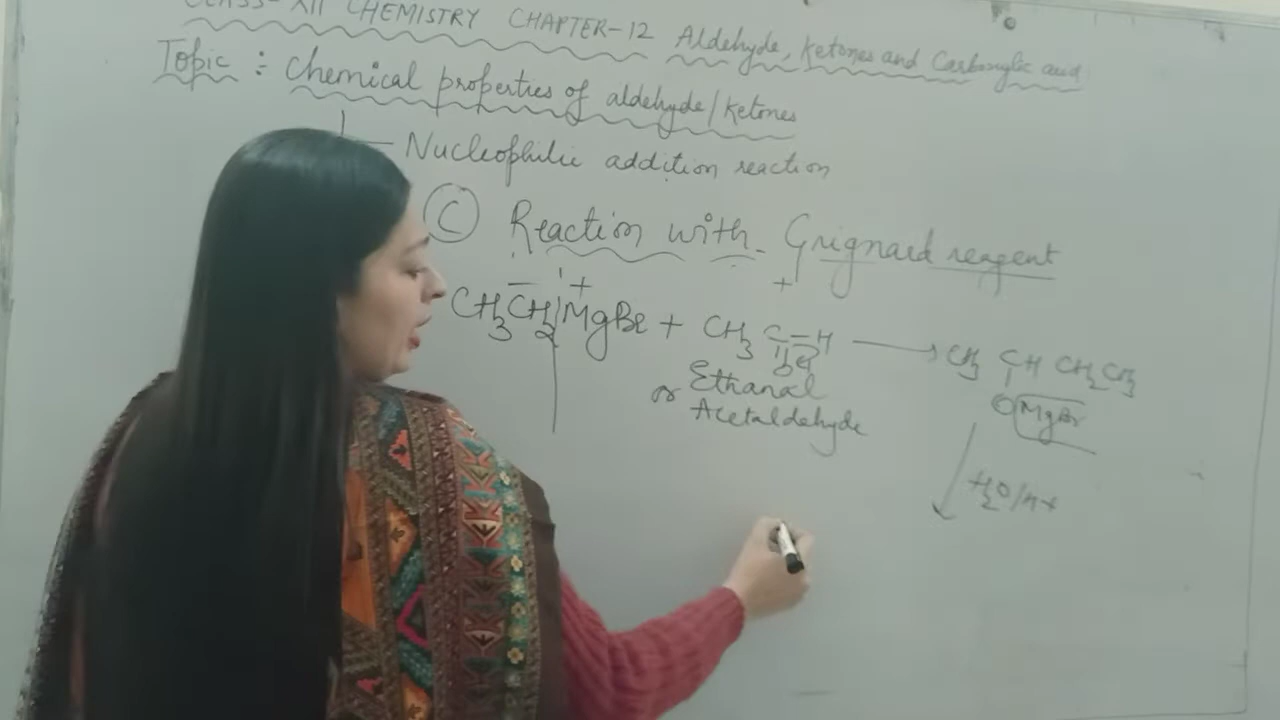 CLASS-XII CHEMISTRY CHAPTER-12 Aldehyde, Ketones and Carboxylic acid
Topic : Chemical properties of aldehyde/Ketones
Nucleophilic addition reaction
C Reaction with Grignard reagent
− + +
CH3CH2MgBr + CH3 C-H → CH3 CH CH2CH3
O OMgBr
Ethanal
or Acetaldehyde
H2O/H+